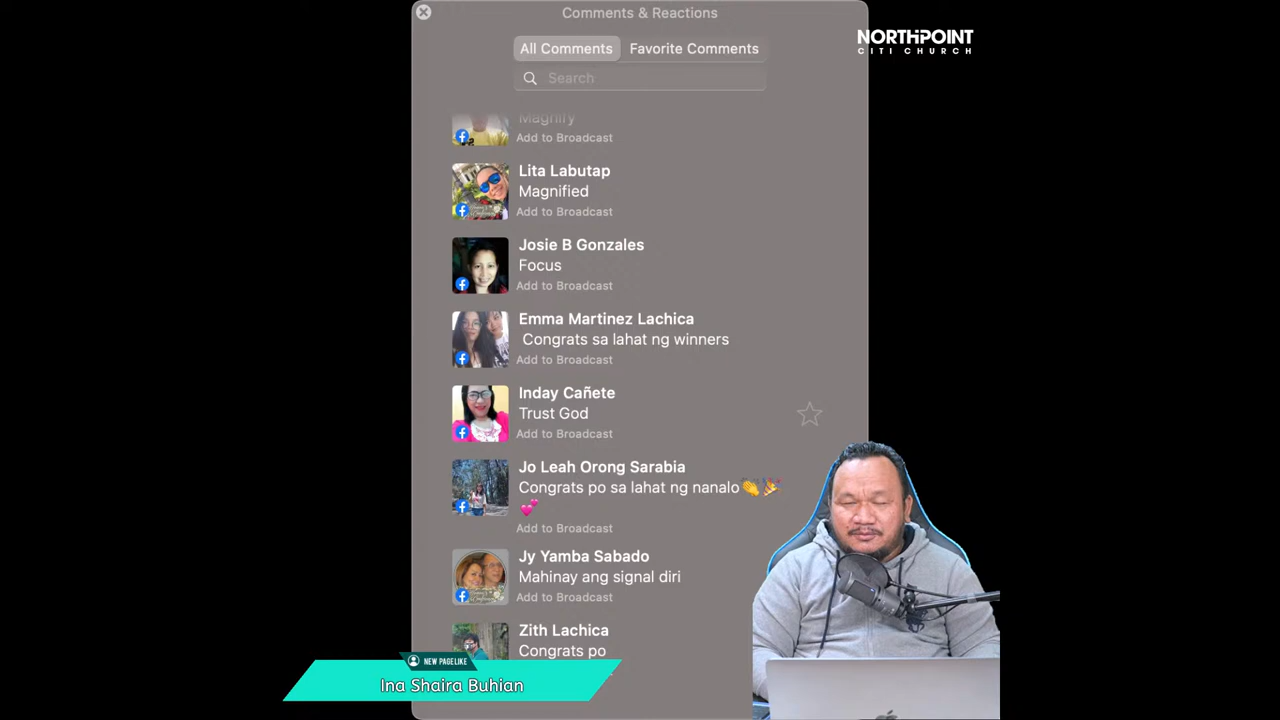 Comments & Reactions
NORTHPOINT
CITI CHURCH
All Comments Favorite Comments
Search
Magnify
Add to Broadcast
Lita Labutap
Magnified
Add to Broadcast
Josie B Gonzales
Focus
Add to Broadcast
Emma Martinez Lachica
Congrats sa lahat ng winners
Add to Broadcast
Inday Cañete
Trust God
Add to Broadcast
Jo Leah Orong Sarabia
Congrats po sa lahat ng nanalo👏🎉
💕
Add to Broadcast
Jy Yamba Sabado
Mahinay ang signal diri
Add to Broadcast
Zith Lachica
Congrats po
NEW PAGE LIKE
Ina Shaira Buhian